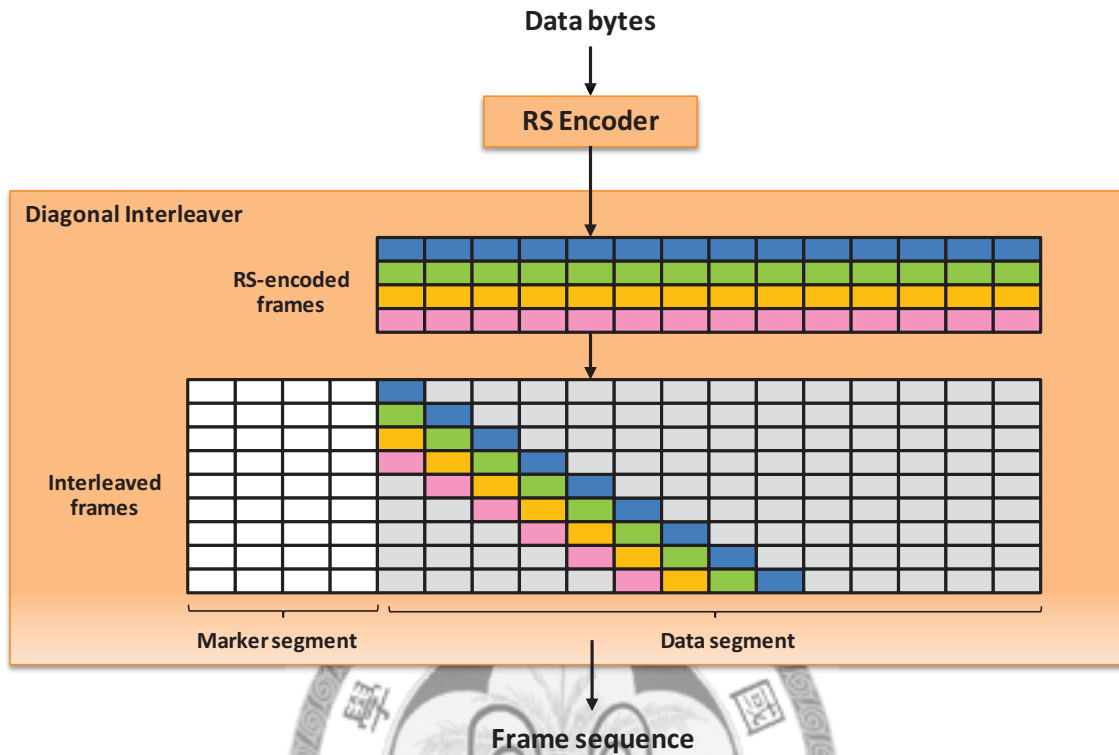 Data bytes
RS Encoder
Diagonal Interleaver
RS-encoded
frames
Interleaved
frames
Marker segment
Data segment
Frame sequence